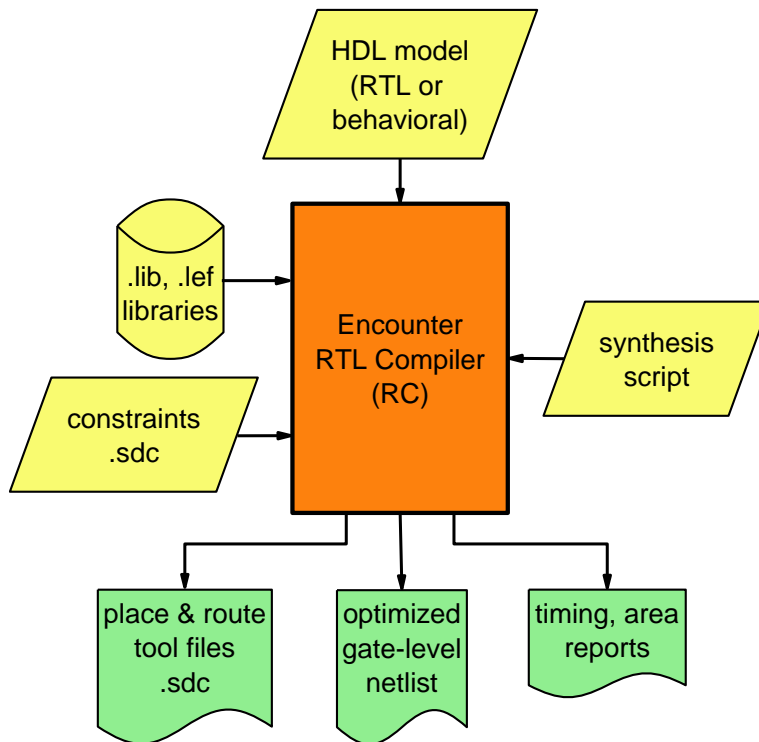 HDL model
(RTL or
behavioral)
.lib, .lef
libraries
Encounter
RTL Compiler
(RC)
synthesis
script
constraints
.sdc
place & route
tool files
.sdc
optimized
gate-level
netlist
timing, area
reports